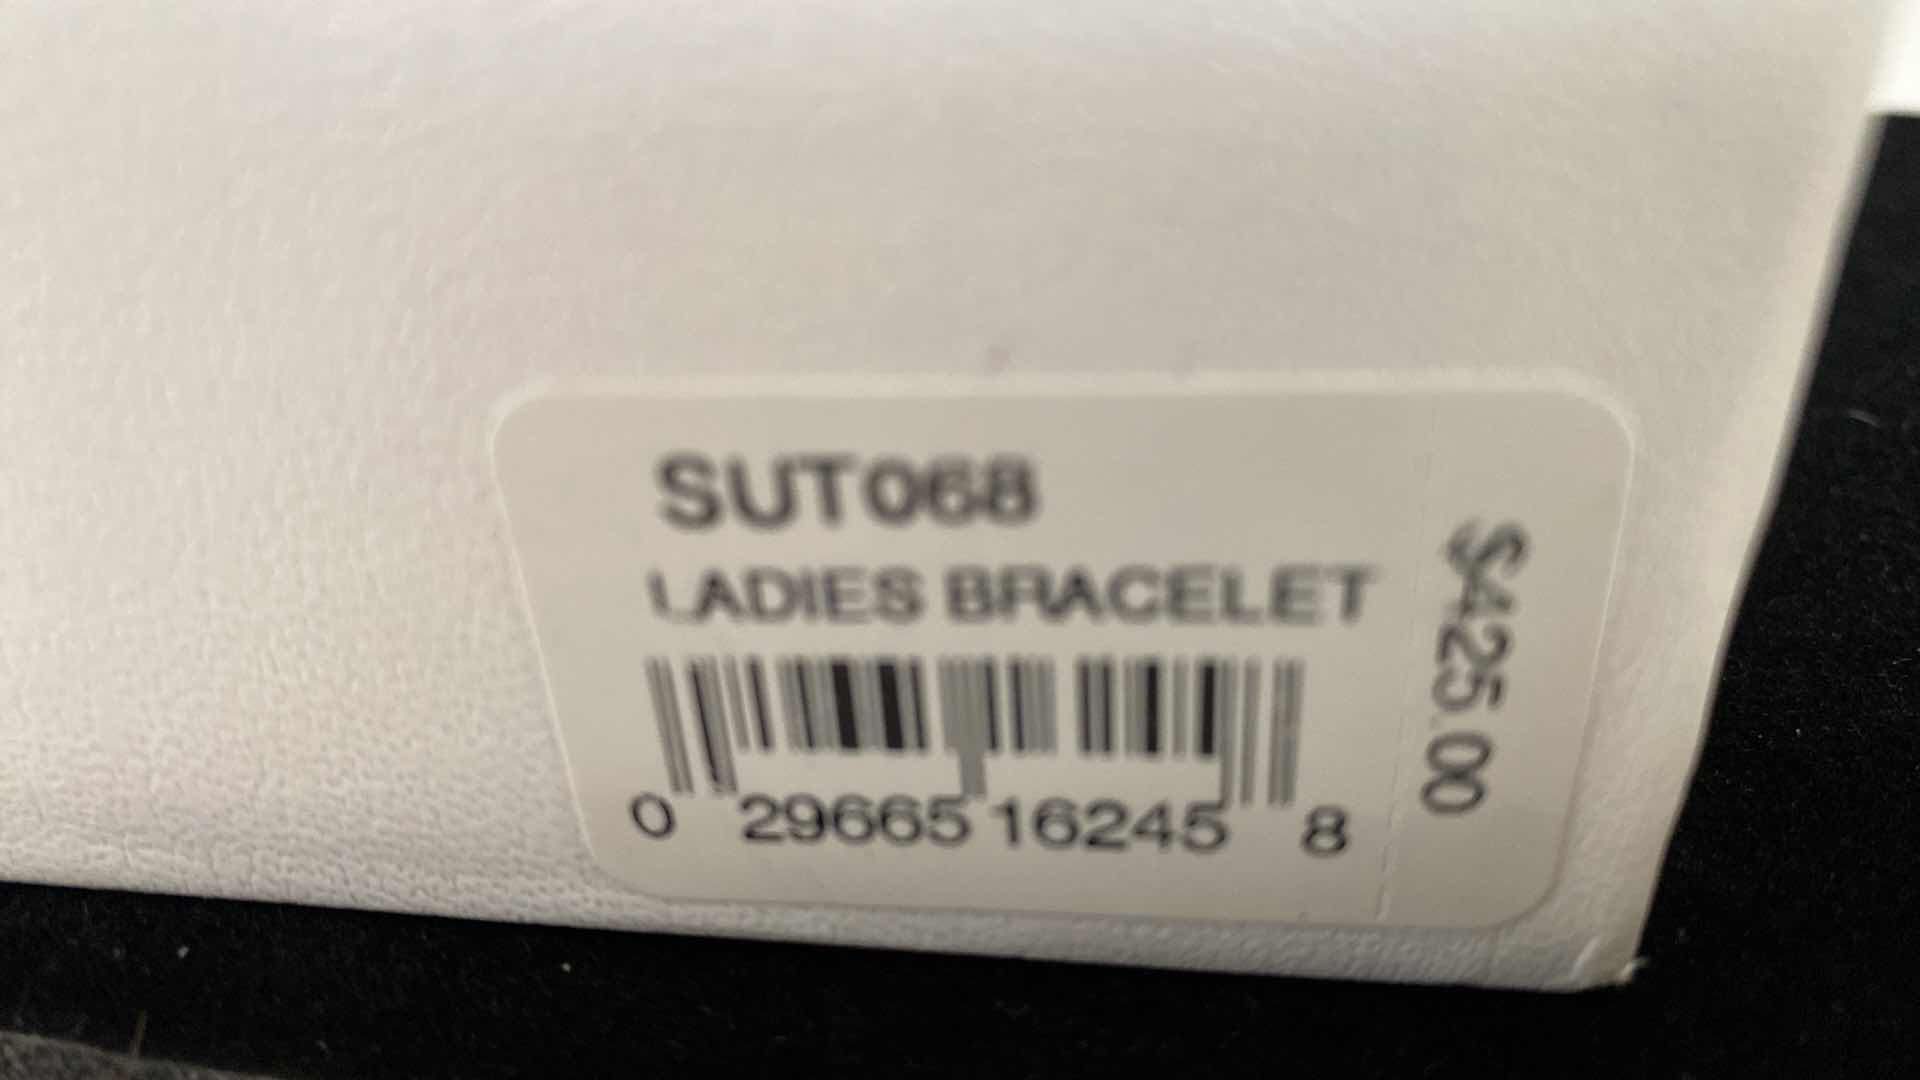 SUT068
LADIES BRACELET
0 29665 16245 8
$425.00